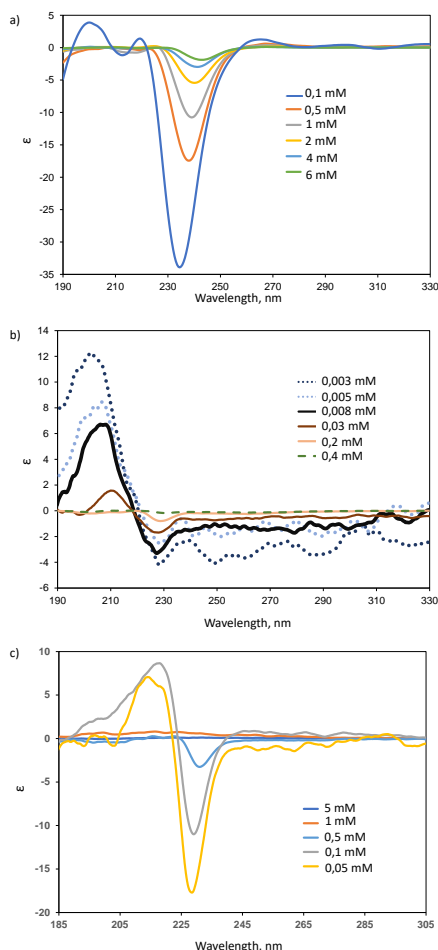 a)
5
0
-5
-10
-15
-20
-25
-30
-35
ε
190 210 230 250 270 290 310 330
Wavelength, nm
0,1 mM
0,5 mM
1 mM
2 mM
4 mM
6 mM
b)
14
12
10
8
6
4
2
0
-2
-4
-6
-8
ε
190 210 230 250 270 290 310 330
Wavelength, nm
0,003 mM
0,005 mM
0,008 mM
0,03 mM
0,2 mM
0,4 mM
c)
10
5
0
-5
-10
-15
-20
ε
185 205 225 245 265 285 305
Wavelength, nm
5 mM
1 mM
0,5 mM
0,1 mM
0,05 mM